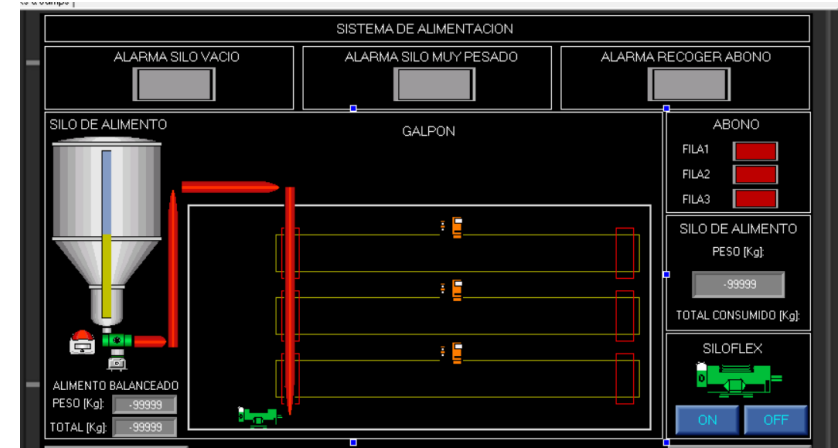 SISTEMA DE ALIMENTACION
ALARMA SILO VACIO
ALARMA SILO MUY PESADO
ALARMA RECOGER ABONO
SILO DE ALIMENTO
GALPON
ABONO
FILA1
FILA2
FILA3
SILO DE ALIMENTO
PESO [Kg]:
-99999
TOTAL CONSUMIDO [Kg]:
SILOFLEX
ON OFF
ALIMENTO BALANCEADO
PESO [Kg]: -99999
TOTAL [Kg]: -99999